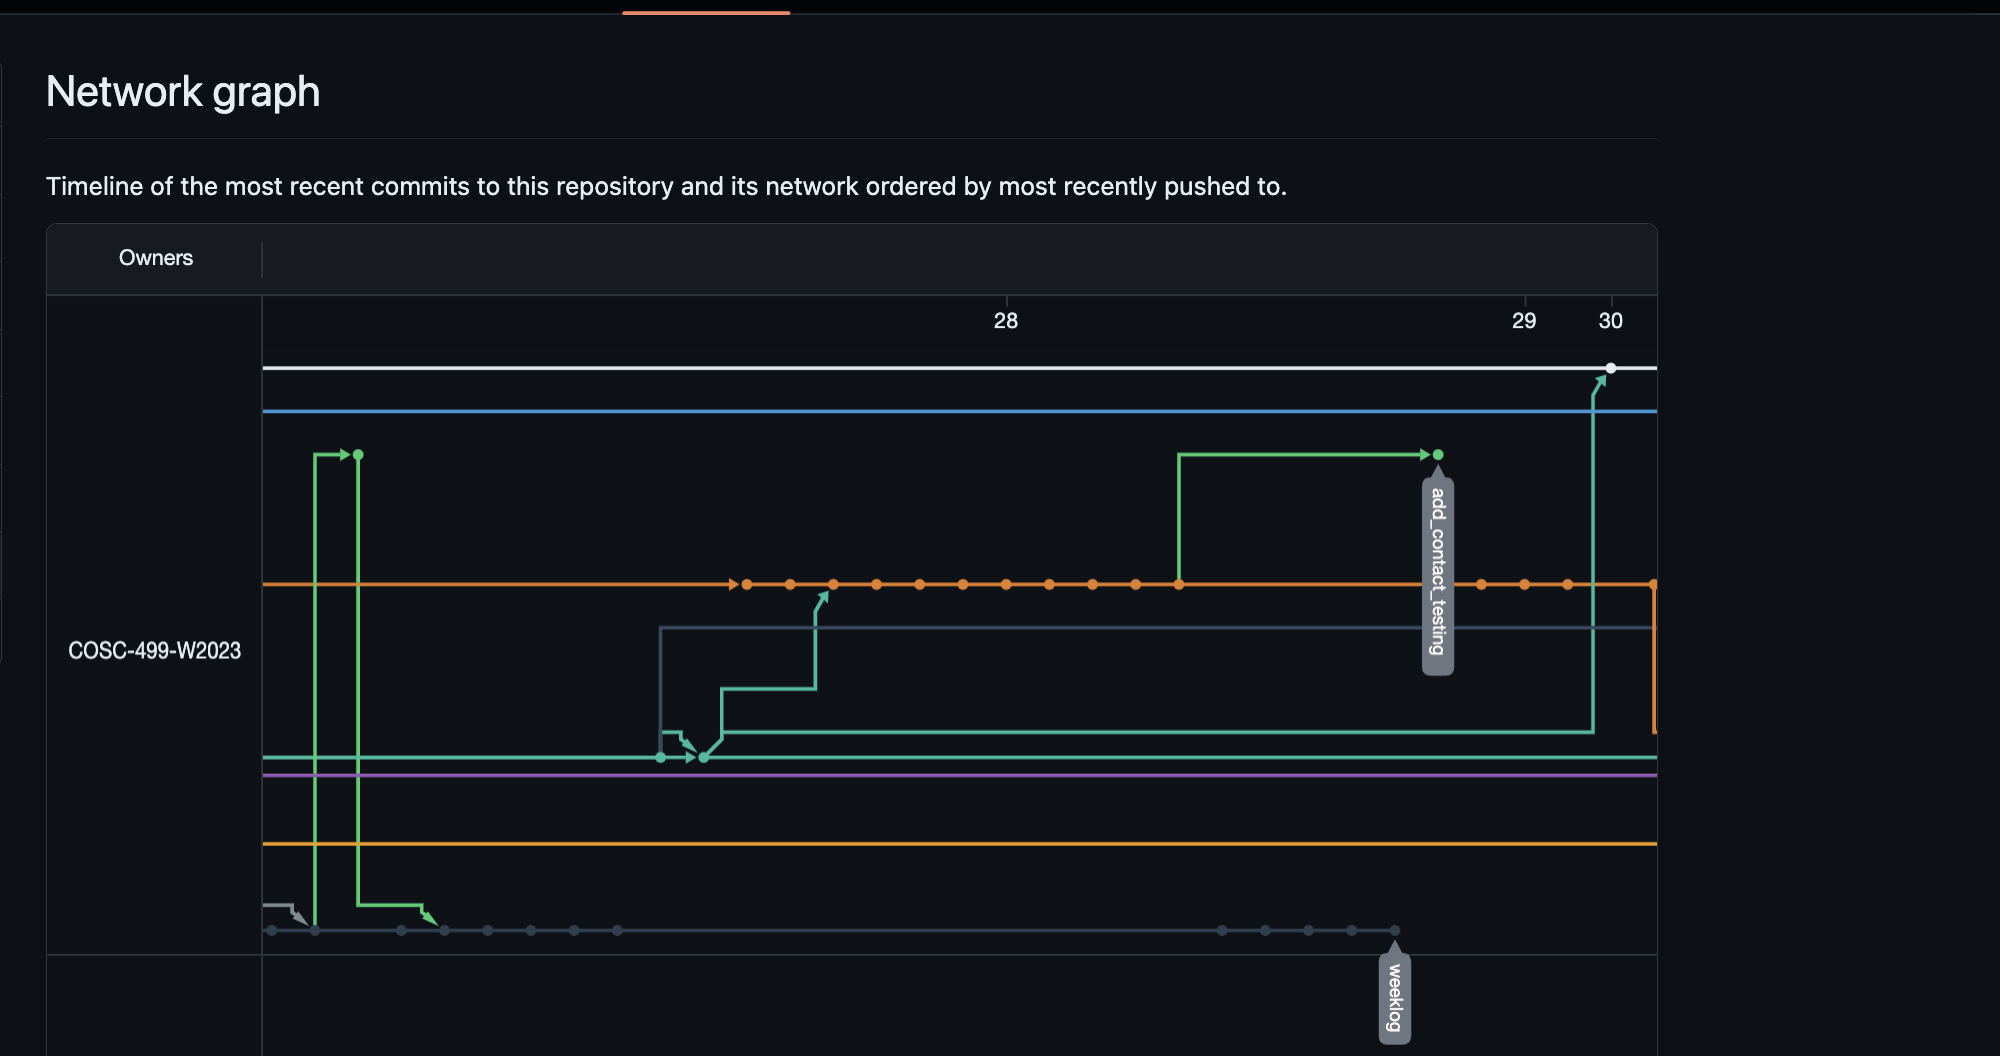 Network graph
Timeline of the most recent commits to this repository and its network ordered by most recently pushed to.
Owners
28 29 30
COSC-499-W2023
add_contact_testing
weeklog